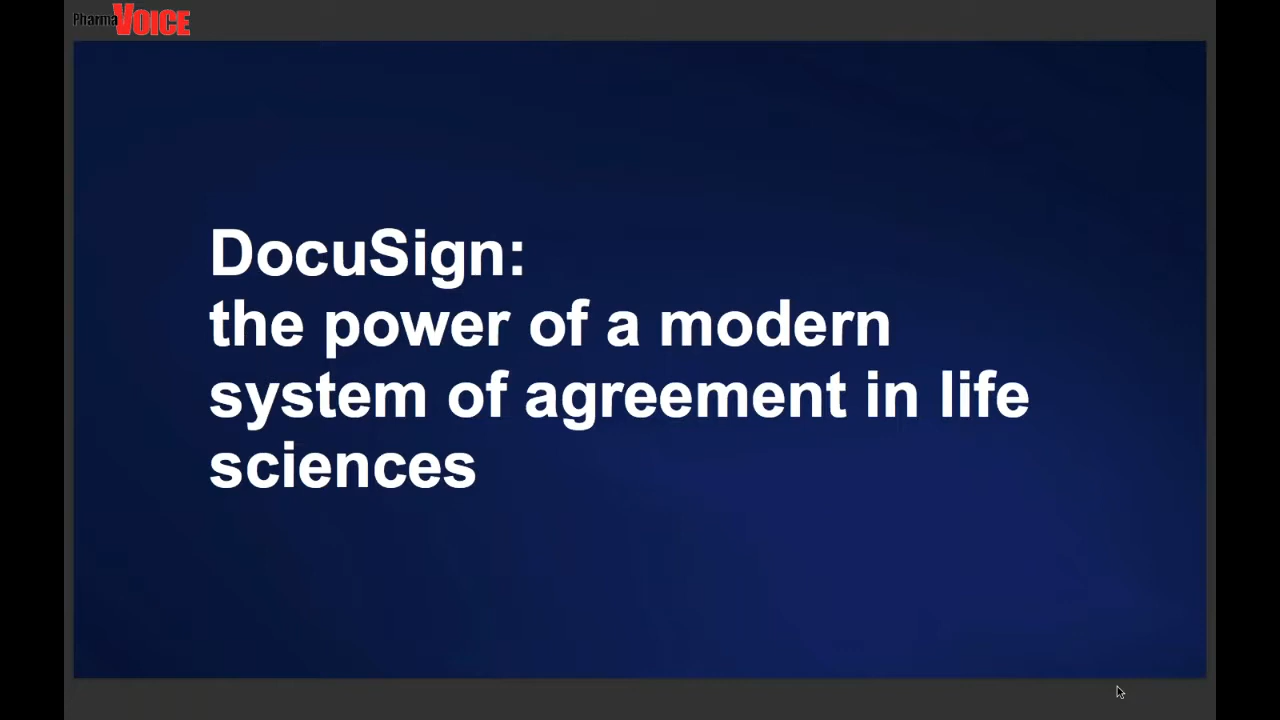 PharmaVOICE
DocuSign:
the power of a modern
system of agreement in life
sciences